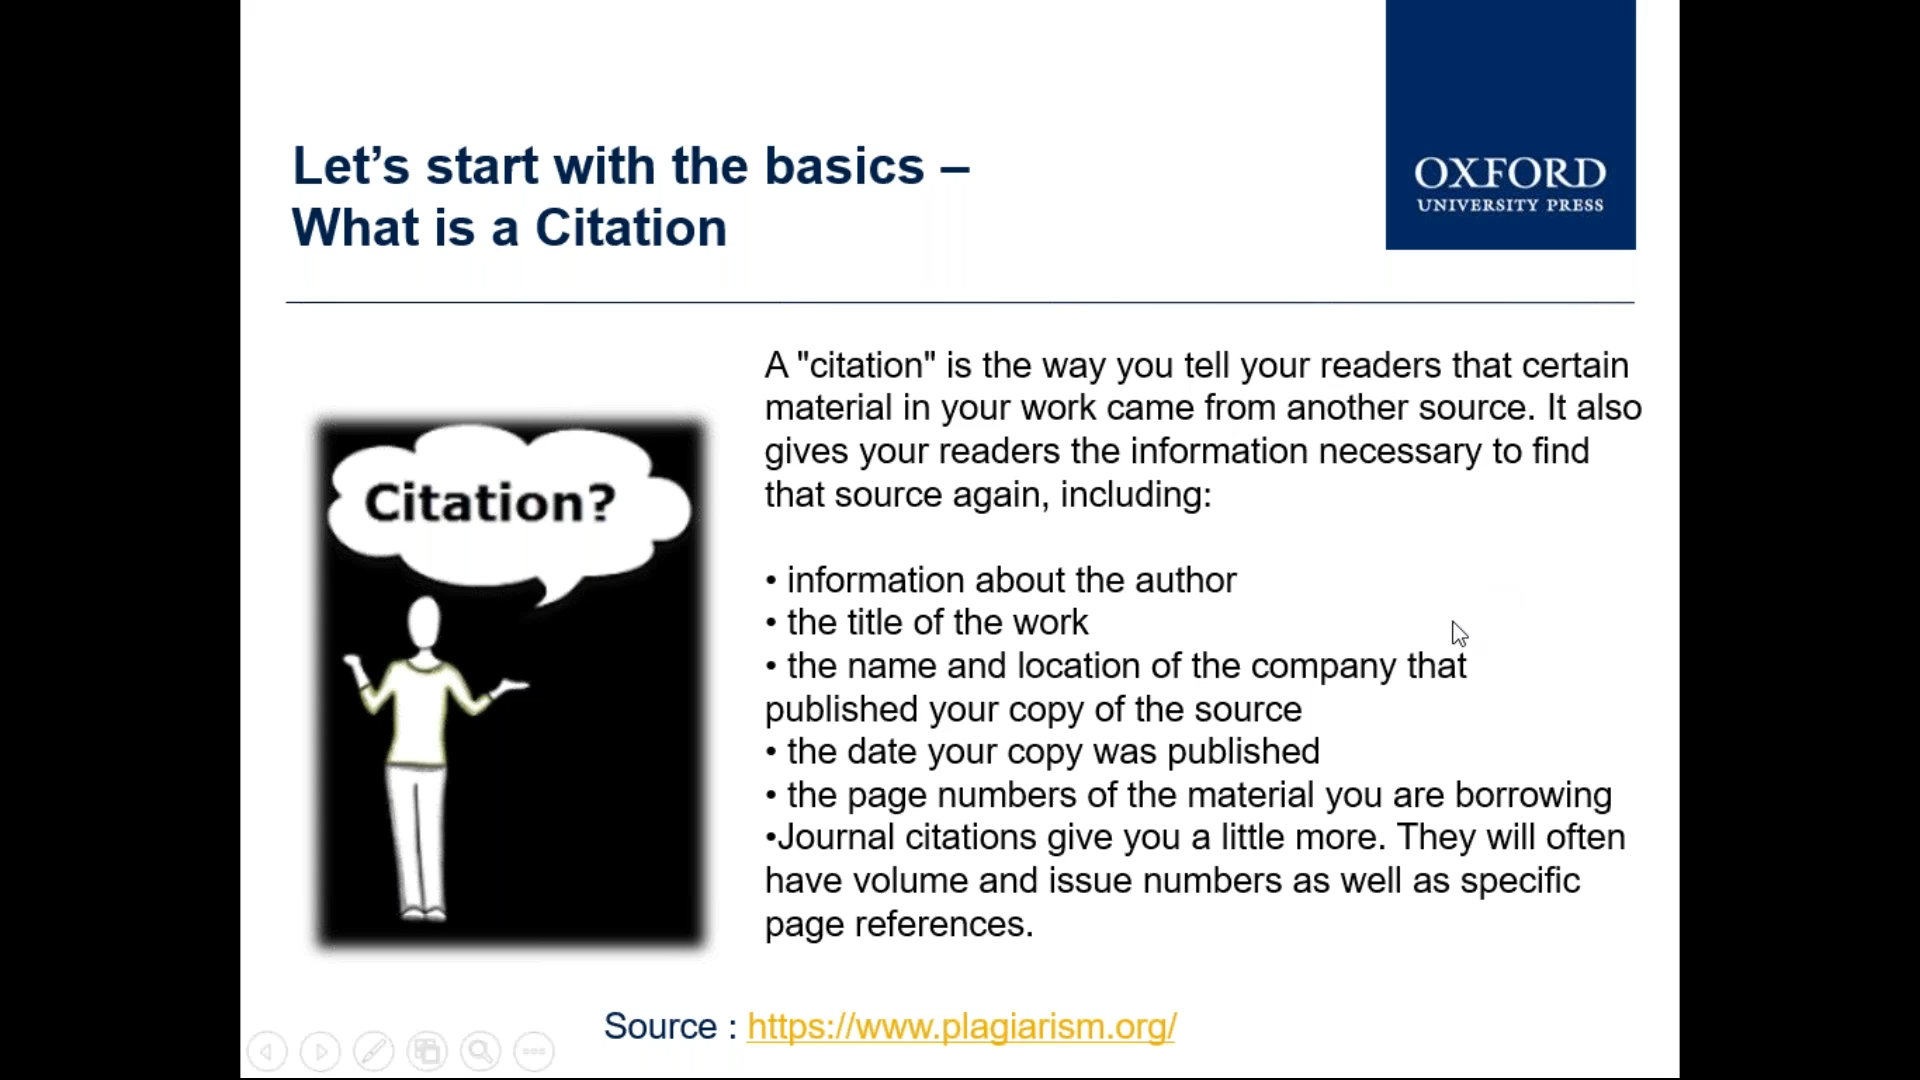 Let’s start with the basics –
What is a Citation
OXFORD
UNIVERSITY PRESS
Citation?
A "citation" is the way you tell your readers that certain
material in your work came from another source. It also
gives your readers the information necessary to find
that source again, including:
• information about the author
• the title of the work
• the name and location of the company that
published your copy of the source
• the date your copy was published
• the page numbers of the material you are borrowing
•Journal citations give you a little more. They will often
have volume and issue numbers as well as specific
page references.
Source : https://www.plagiarism.org/